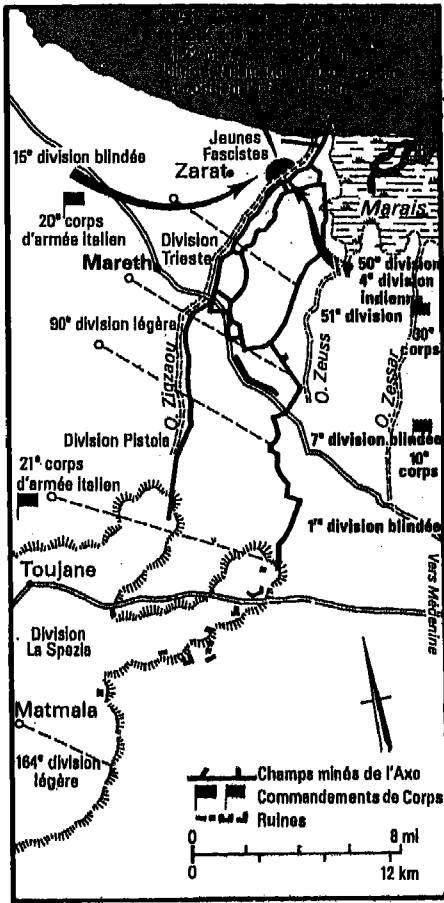 Jeunes
Fascistes
15e division blindée
Zarat
Marais
20e corps
d'armée italien
Division
Trieste
Mareth
50e division
4e division
indienne
51e division
30e
corps
90e division légère
O. Zigzaou
O. Zeuss
O. Zessar
Division Pistoia
7e division blindée
10e
corps
21e corps
d'armée italien
1re division blindée
Toujane
Vers Médenine
Division
La Spezia
Matmala
164e division
légère
Champs minés de l'Axo
Commandements de Corps
Ruines
0 8 ml
0 12 km